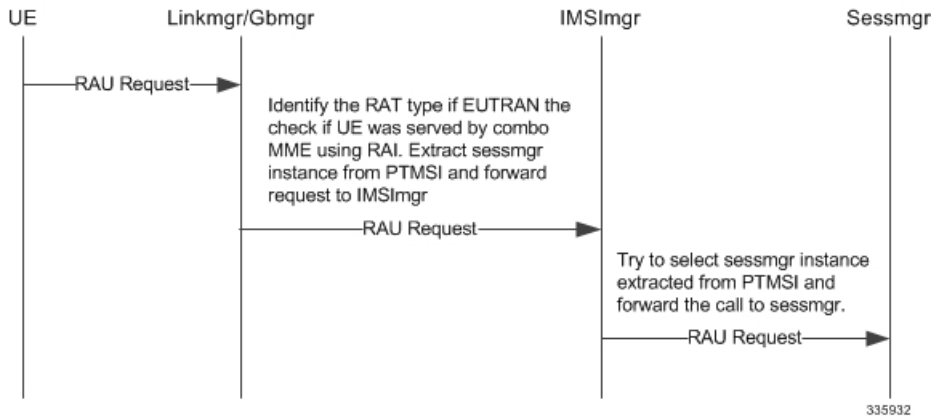 UE
Linkmgr/Gbmgr
IMSImgr
Sessmgr
RAU Request
Identify the RAT type if EUTRAN the
check if UE was served by combo
MME using RAI. Extract sessmgr
instance from PTMSI and forward
request to IMSImgr
RAU Request
Try to select sessmgr instance
extracted from PTMSI and
forward the call to sessmgr.
RAU Request
335932